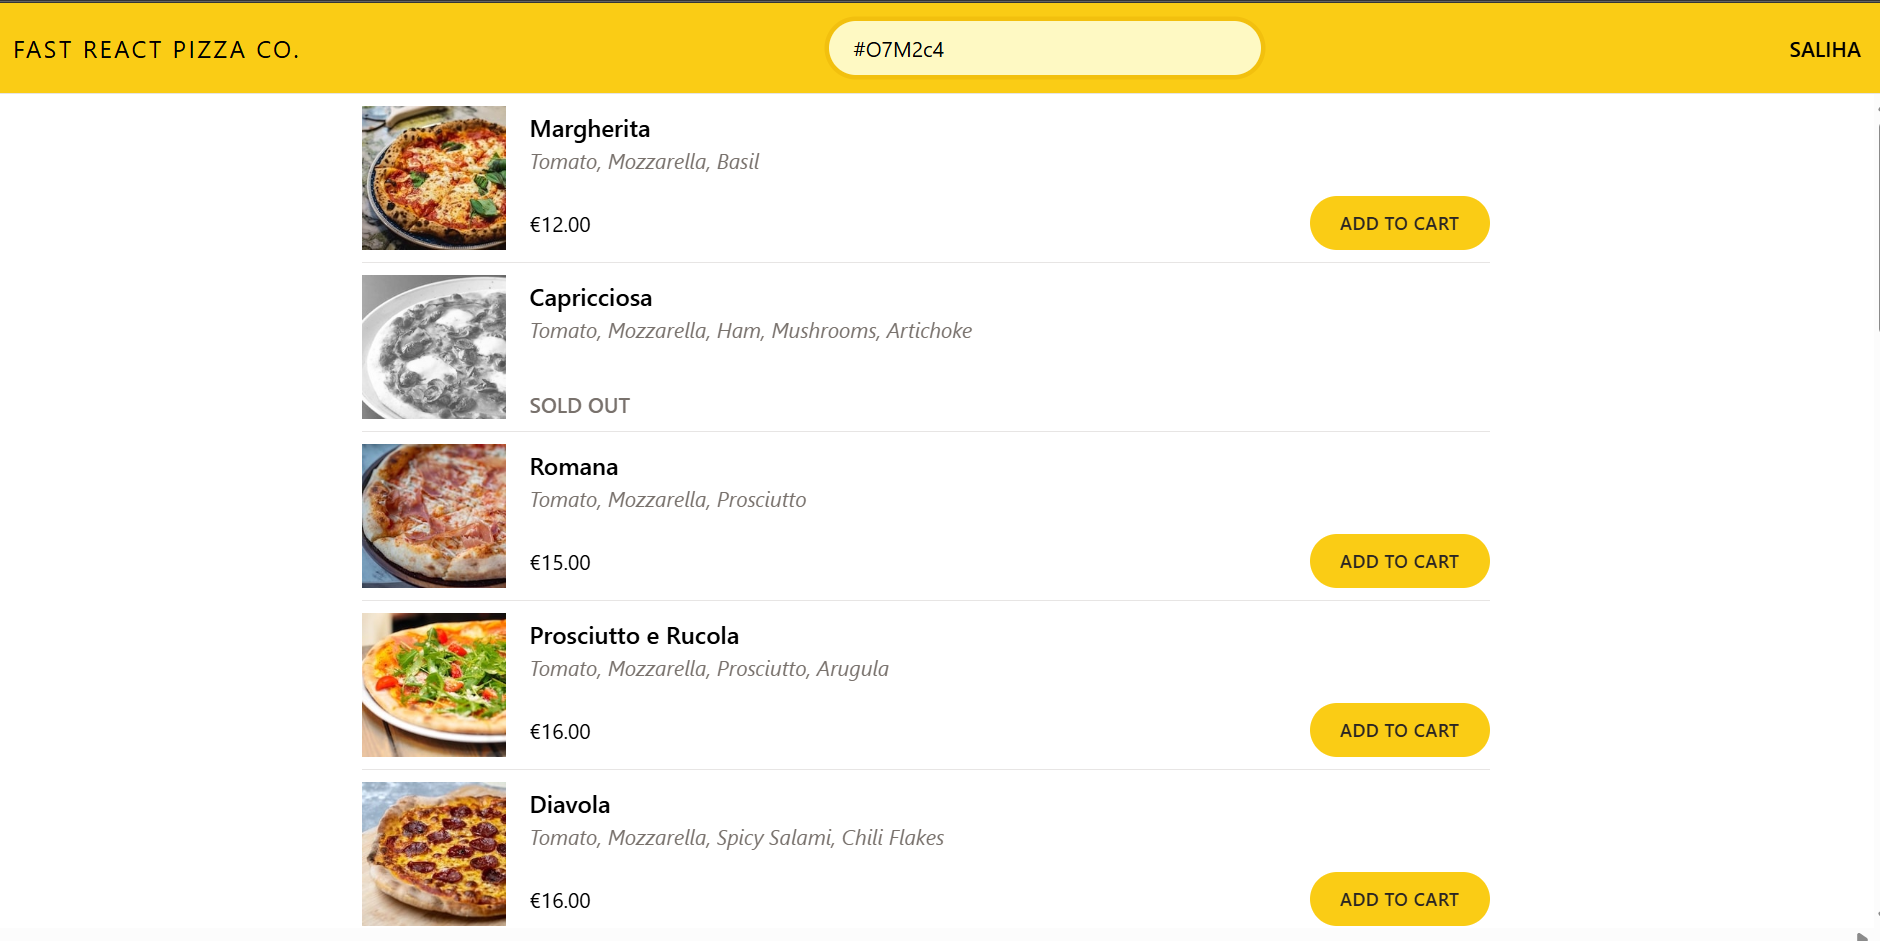 FAST REACT PIZZA CO.
#O7M2c4
SALIHA
Margherita
Tomato, Mozzarella, Basil
€12.00
ADD TO CART
Capricciosa
Tomato, Mozzarella, Ham, Mushrooms, Artichoke
SOLD OUT
Romana
Tomato, Mozzarella, Prosciutto
€15.00
ADD TO CART
Prosciutto e Rucola
Tomato, Mozzarella, Prosciutto, Arugula
€16.00
ADD TO CART
Diavola
Tomato, Mozzarella, Spicy Salami, Chili Flakes
€16.00
ADD TO CART